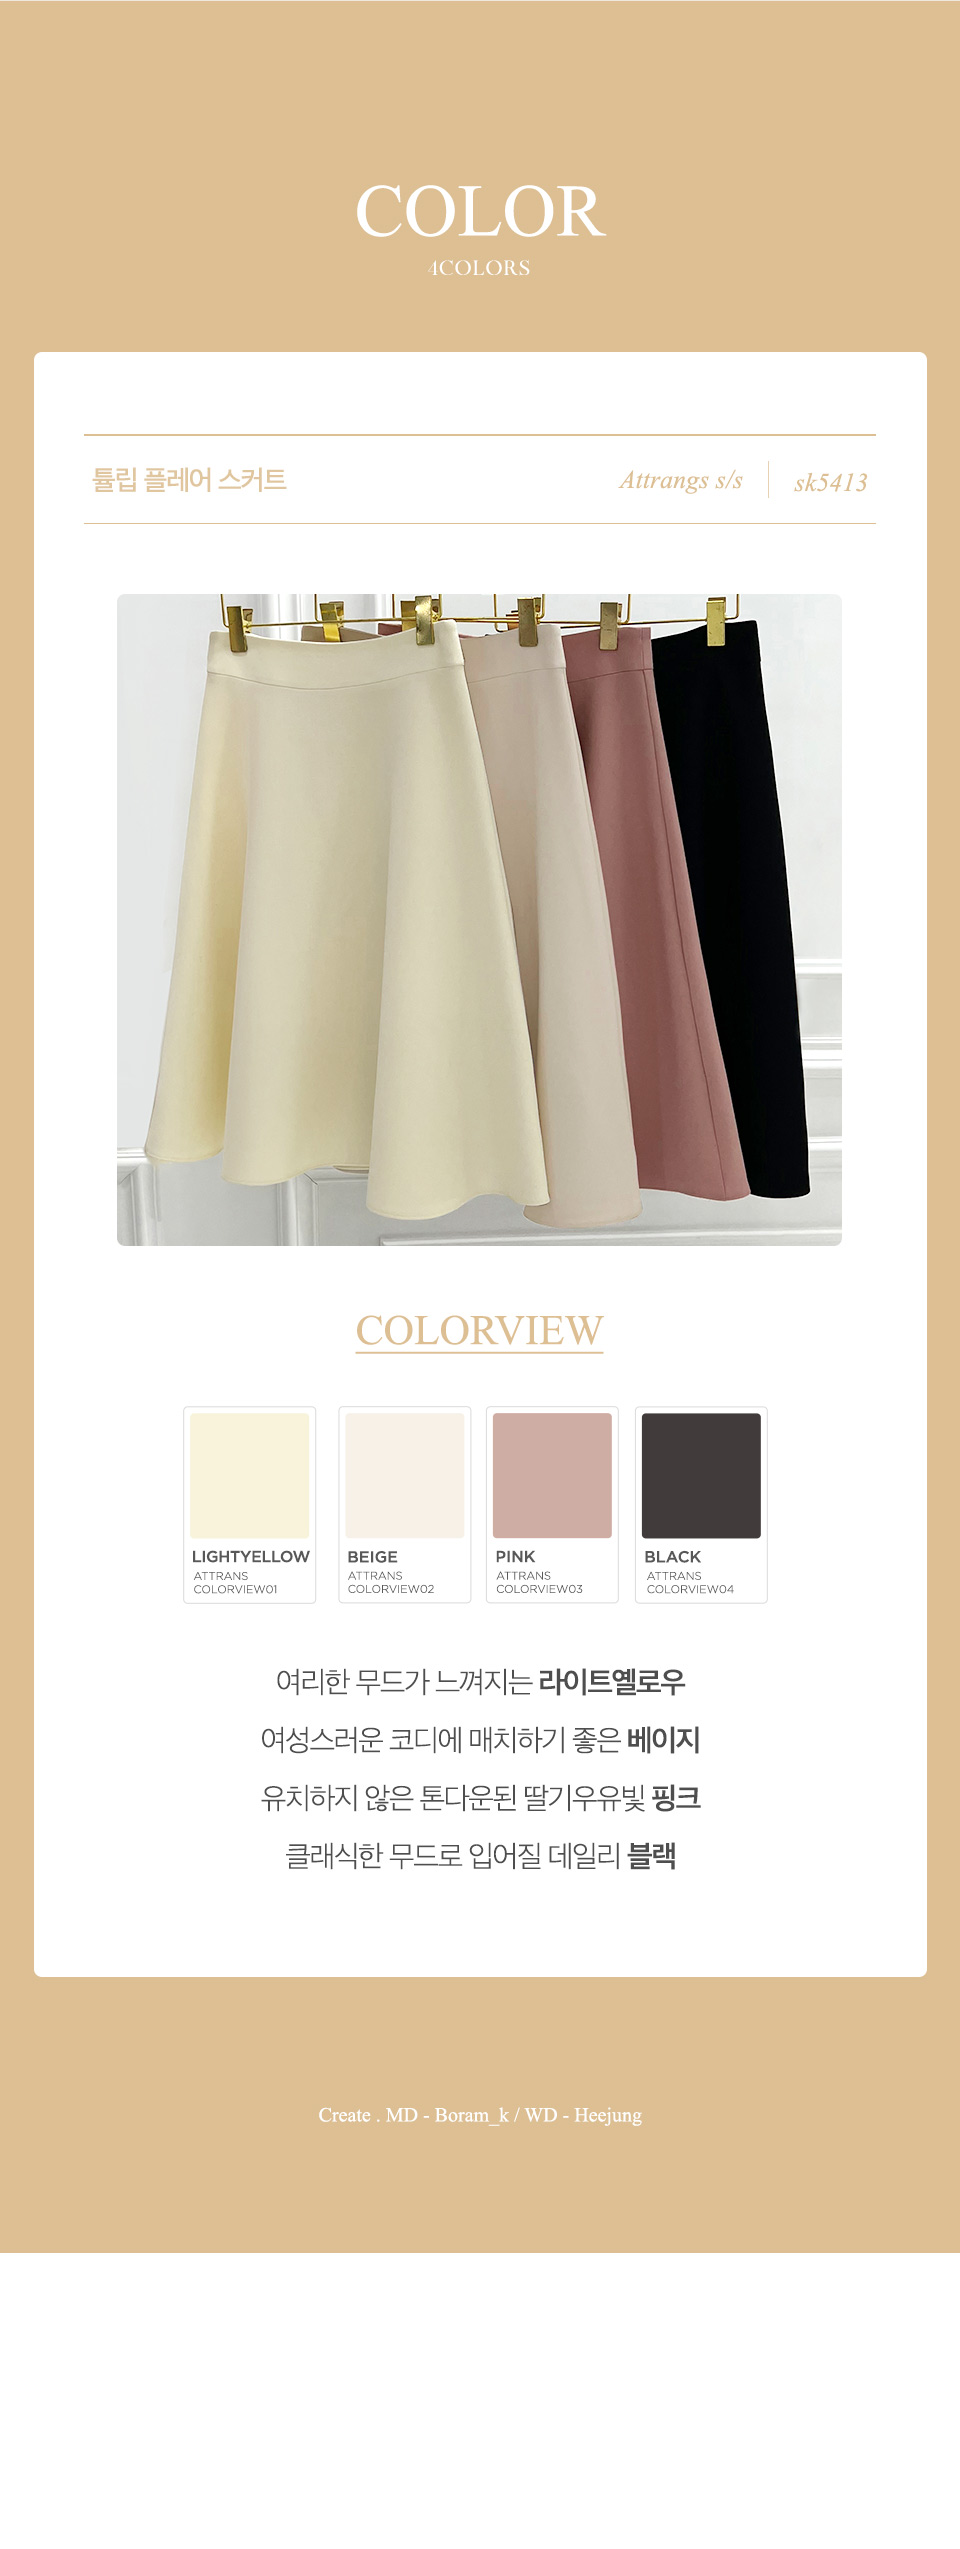 COLOR
4COLORS
튤립 플레어 스커트 Attrangs s/s sk5413
COLORVIEW
LIGHTYELLOW BEIGE PINK BLACK
ATTRANS ATTRANS ATTRANS ATTRANS
COLORVIEW01 COLORVIEW02 COLORVIEW03 COLORVIEW04
여리한 무드가 느껴지는 라이트옐로우
여성스러운 코디에 매치하기 좋은 베이지
유치하지 않은 톤다운된 딸기우유빛 핑크
클래식한 무드로 입어질 데일리 블랙
Create . MD - Boram_k / WD - Heejung